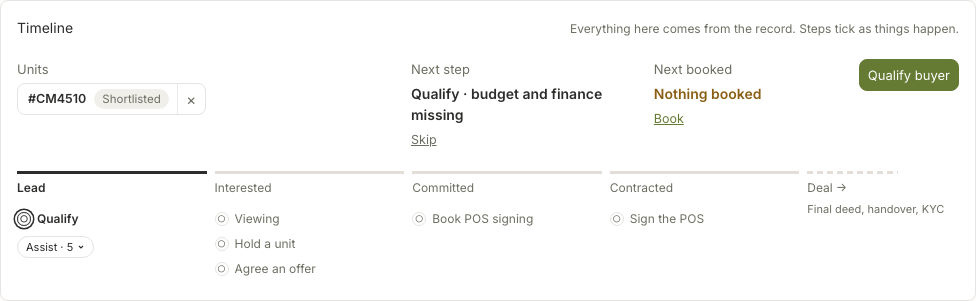 Timeline
Everything here comes from the record. Steps tick as things happen.
Units
#CM4510 Shortlisted ×
Next step
Qualify · budget and finance
missing
Skip
Next booked
Nothing booked
Book
Qualify buyer
Lead
Qualify
Assist · 5
Interested
Viewing
Hold a unit
Agree an offer
Committed
Book POS signing
Contracted
Sign the POS
Deal →
Final deed, handover, KYC